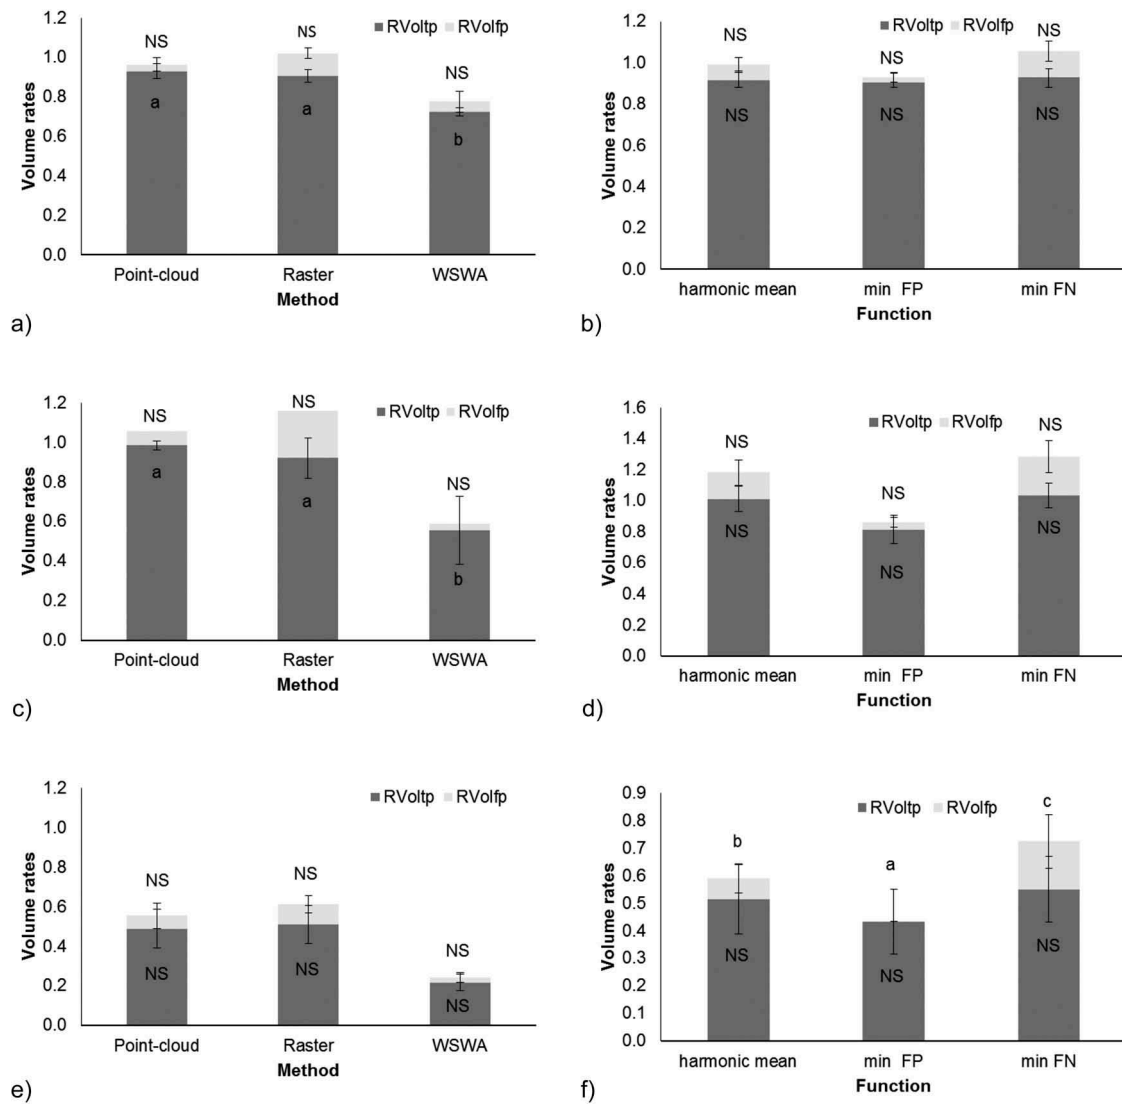 1.2
RVoltp RVolfp
NS
NS
1.0
NS
0.8
a
a
b
0.6
0.4
0.2
0.0
Volume rates
Point-cloud Raster WSWA
Method
a)
1.2
RVoltp RVolfp
NS
NS
NS
1.0
0.8
NS
NS
NS
0.6
0.4
0.2
0.0
Volume rates
harmonic mean min FP min FN
Function
b)
1.2
RVoltp RVolfp
NS
NS
1.0
NS
a
a
0.8
0.6
b
0.4
0.2
0.0
Volume rates
Point-cloud Raster WSWA
Method
c)
1.6
RVoltp RVolfp
1.4
NS
NS
1.2
NS
1.0
NS
NS
0.8
NS
0.6
0.4
0.2
0.0
Volume rates
harmonic mean min FP min FN
Function
d)
1.2
RVoltp RVolfp
1.0
0.8
NS
NS
0.6
NS
0.4
NS
NS
0.2
NS
0.0
Volume rates
Point-cloud Raster WSWA
Method
e)
0.9
RVoltp RVolfp
c
0.8
b
0.7
a
0.6
0.5
0.4
NS
NS
NS
0.3
0.2
0.1
0.0
Volume rates
harmonic mean min FP min FN
Function
f)